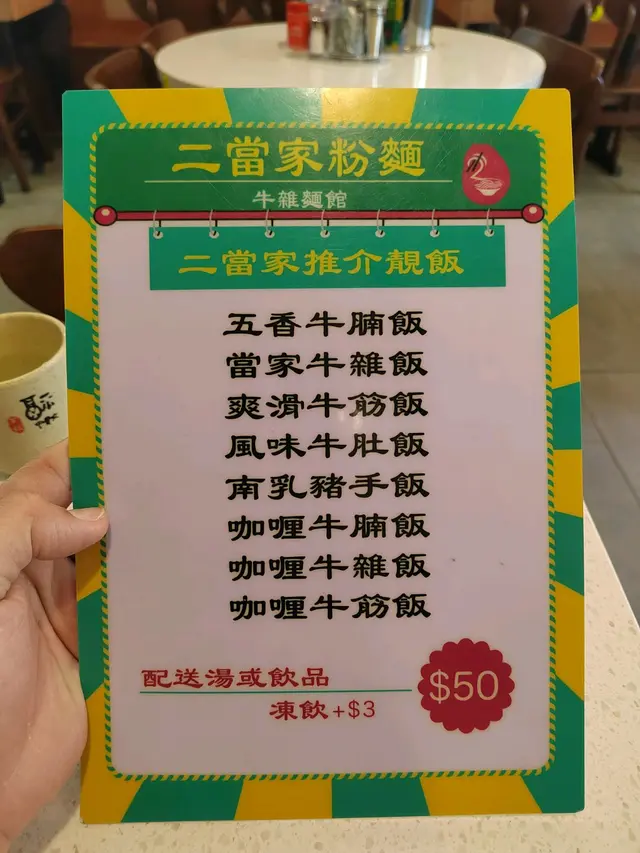 二當家粉麵
牛雜麵館
二當家推介靚飯
五香牛腩飯
當家牛雜飯
爽滑牛筋飯
風味牛肚飯
南乳豬手飯
咖喱牛腩飯
咖喱牛雜飯
咖喱牛筋飯
配送湯或飲品
凍飲+$3
$50